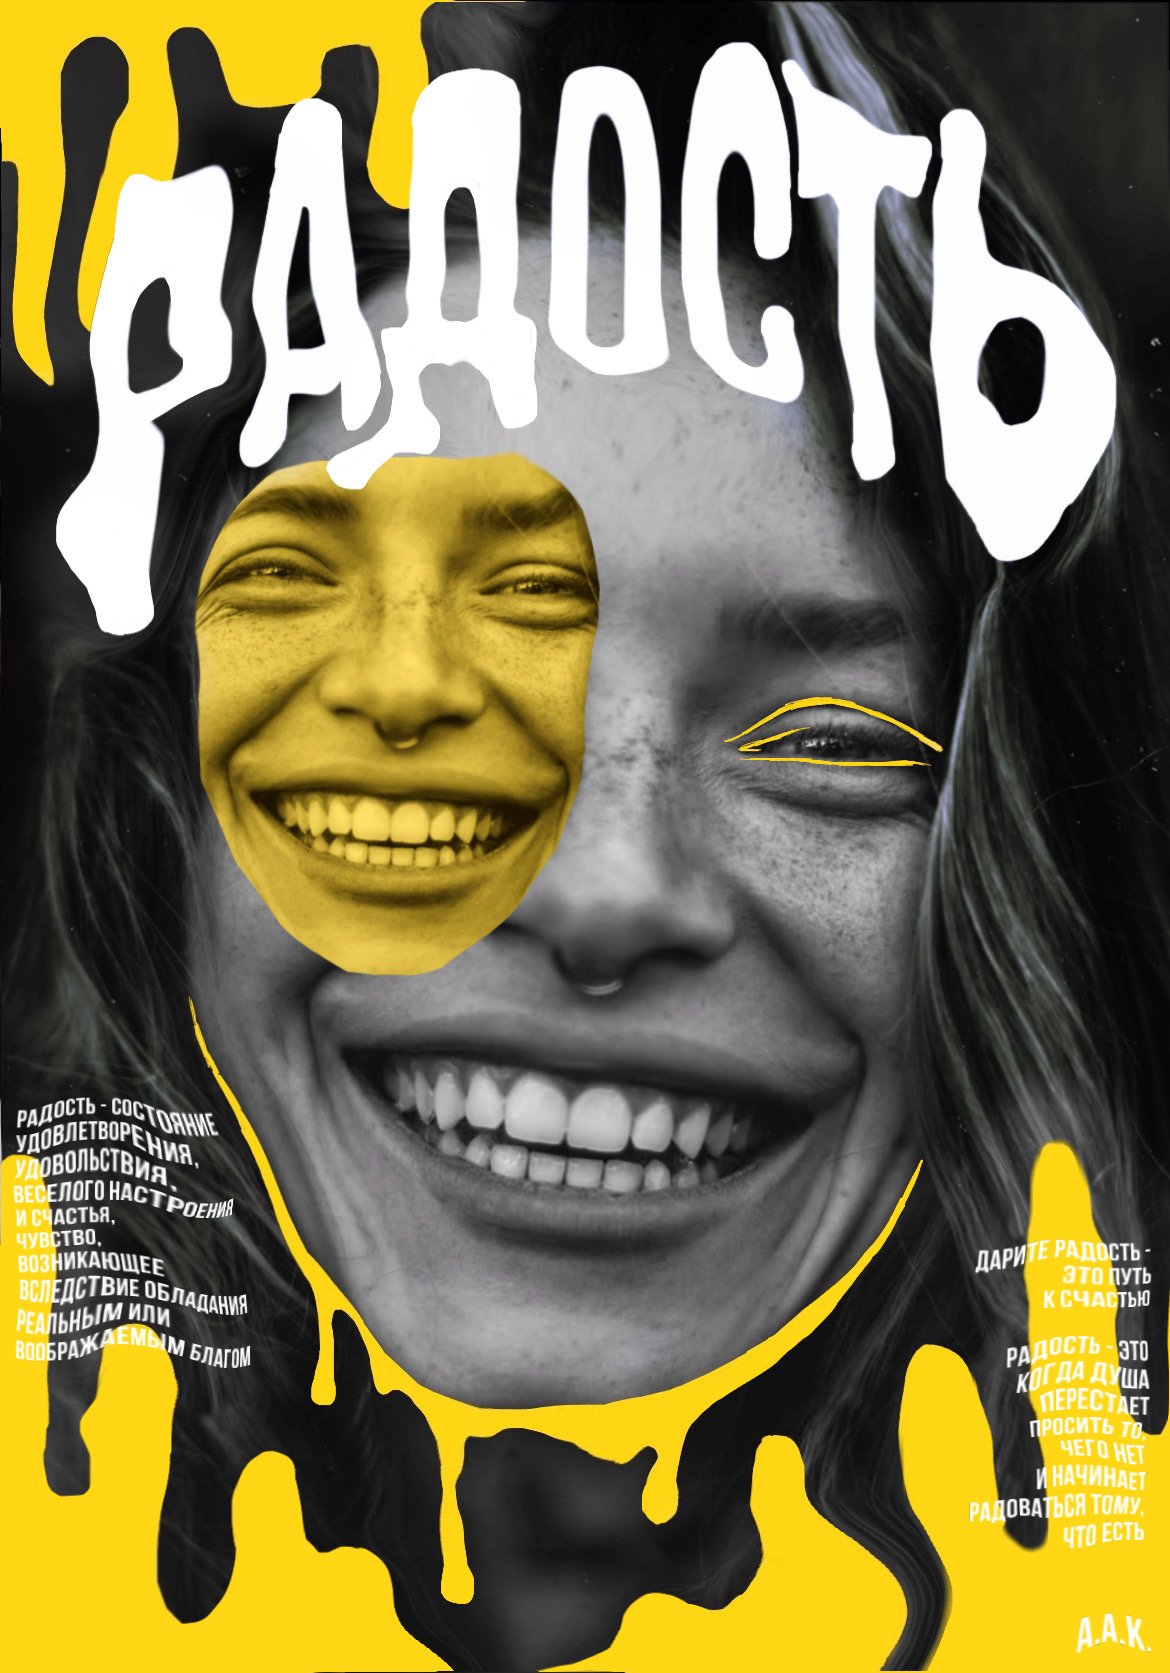 РАДОСТЬ
РАДОСТЬ - СОСТОЯНИЕ
УДОВЛЕТВОРЕНИЯ,
УДОВОЛЬСТВИЯ,
ВЕСЕЛОГО НАСТРОЕНИЯ
И СЧАСТЬЯ,
ЧУВСТВО,
ВОЗНИКАЮЩЕЕ
ВСЛЕДСТВИЕ ОБЛАДАНИЯ
РЕАЛЬНЫМ ИЛИ
ВООБРАЖАЕМЫМ БЛАГОМ
ДАРИТЕ РАДОСТЬ -
ЭТО ПУТЬ
К СЧАСТЬЮ
РАДОСТЬ - ЭТО
КОГДА ДУША
ПЕРЕСТАЕТ
ПРОСИТЬ ТО,
ЧЕГО НЕТ
И НАЧИНАЕТ
РАДОВАТЬСЯ ТОМУ,
ЧТО ЕСТЬ
А.А.К.